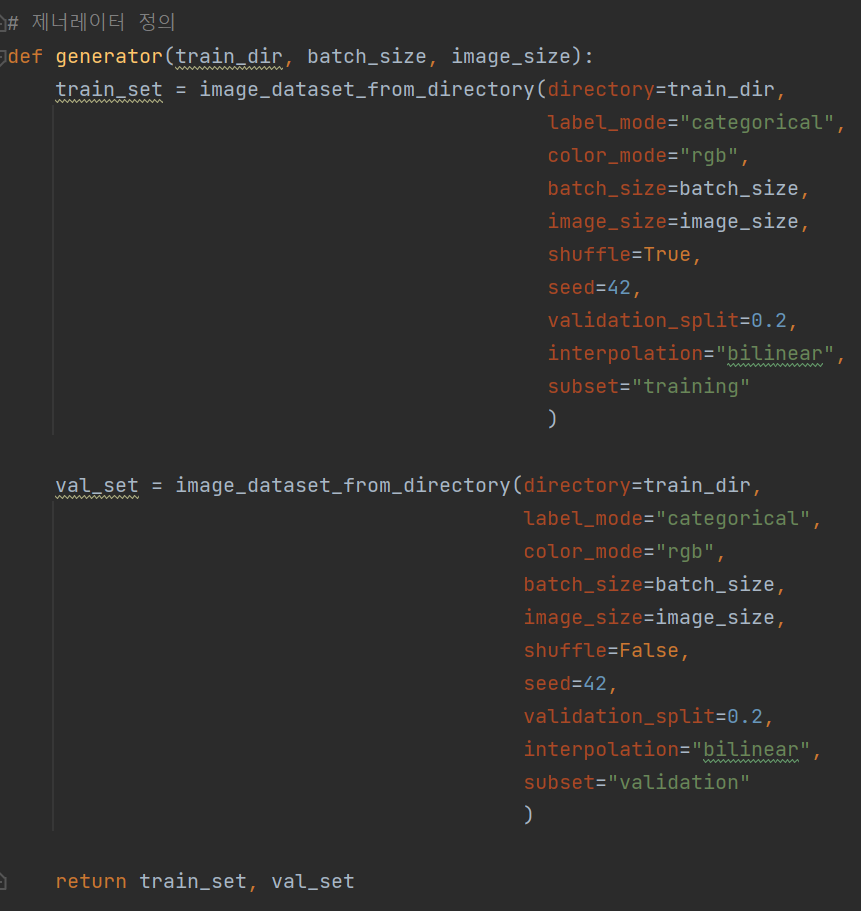 # 제너레이터 정의
def generator(train_dir, batch_size, image_size):
    train_set = image_dataset_from_directory(directory=train_dir,
                                             label_mode="categorical",
                                             color_mode="rgb",
                                             batch_size=batch_size,
                                             image_size=image_size,
                                             shuffle=True,
                                             seed=42,
                                             validation_split=0.2,
                                             interpolation="bilinear",
                                             subset="training"
                                             )

    val_set = image_dataset_from_directory(directory=train_dir,
                                           label_mode="categorical",
                                           color_mode="rgb",
                                           batch_size=batch_size,
                                           image_size=image_size,
                                           shuffle=False,
                                           seed=42,
                                           validation_split=0.2,
                                           interpolation="bilinear",
                                           subset="validation"
                                           )

    return train_set, val_set